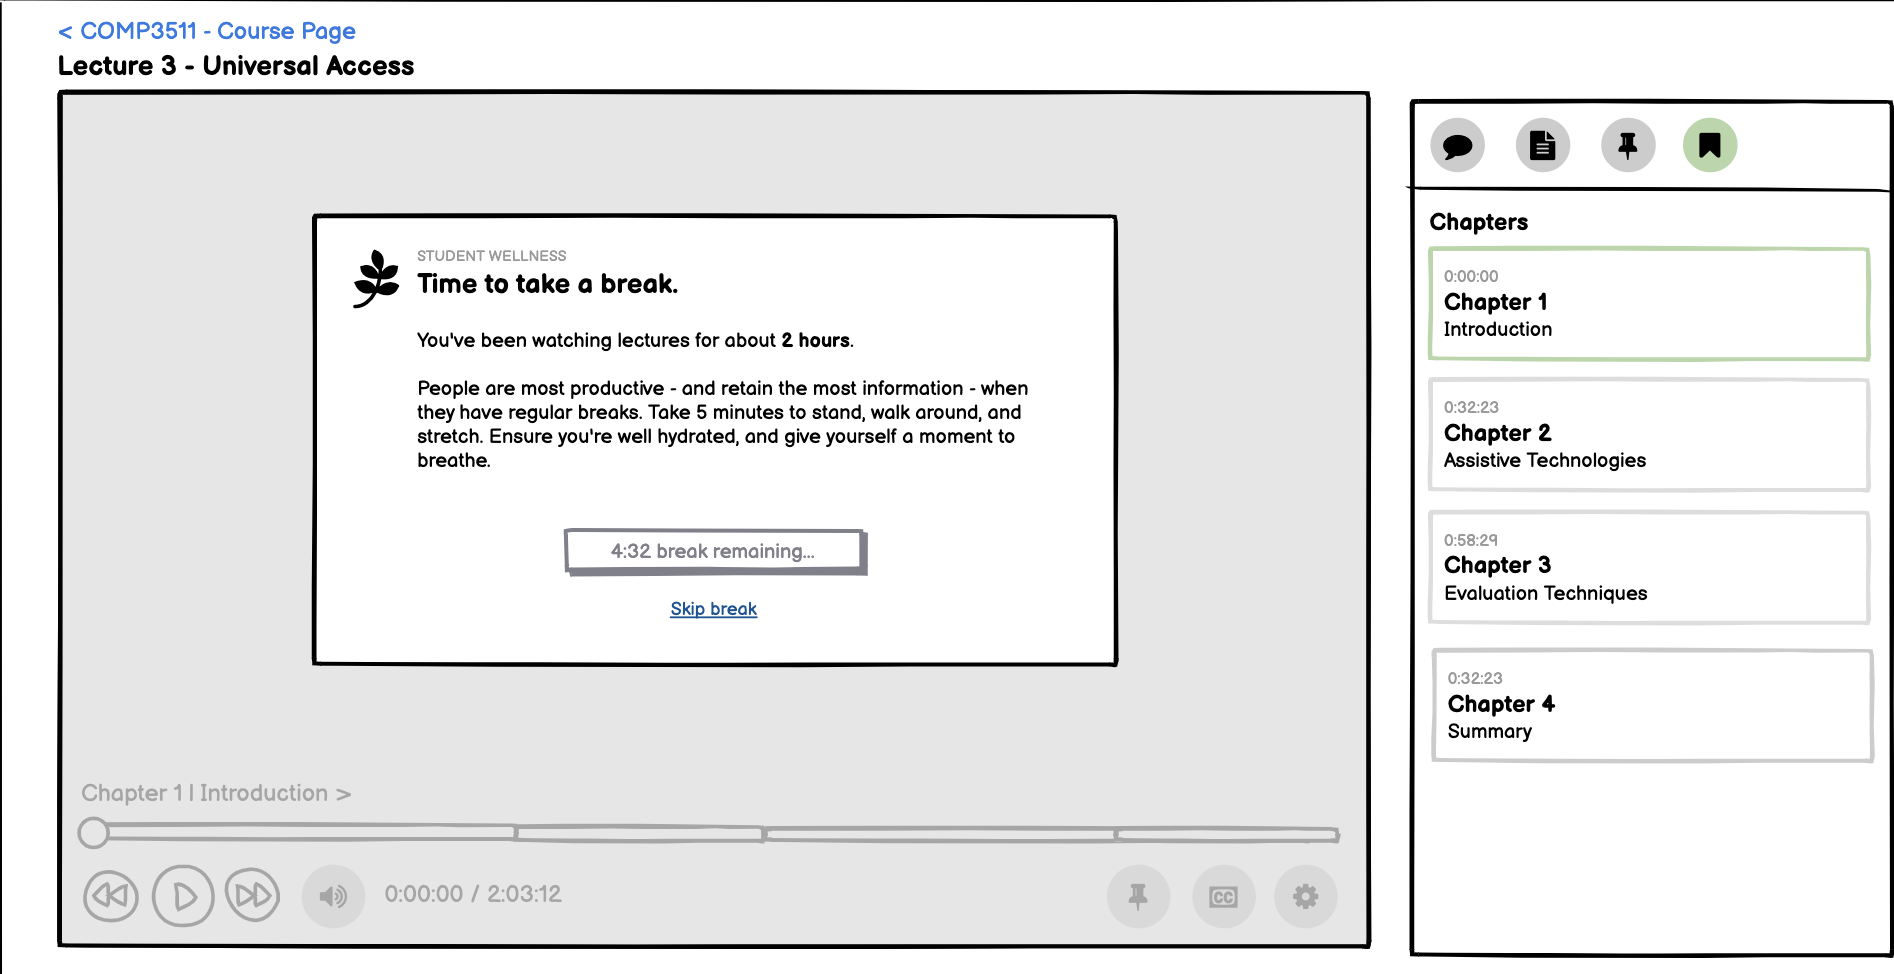 < COMP3511 - Course Page
Lecture 3 - Universal Access
STUDENT WELLNESS
Time to take a break.
You've been watching lectures for about 2 hours.
People are most productive - and retain the most information - when
they have regular breaks. Take 5 minutes to stand, walk around, and
stretch. Ensure you're well hydrated, and give yourself a moment to
breathe.
4:32 break remaining...
Skip break
Chapter 1 | Introduction >
0:00:00 / 2:03:12
CC
Chapters
0:00:00
Chapter 1
Introduction
0:32:23
Chapter 2
Assistive Technologies
0:58:29
Chapter 3
Evaluation Techniques
0:32:23
Chapter 4
Summary